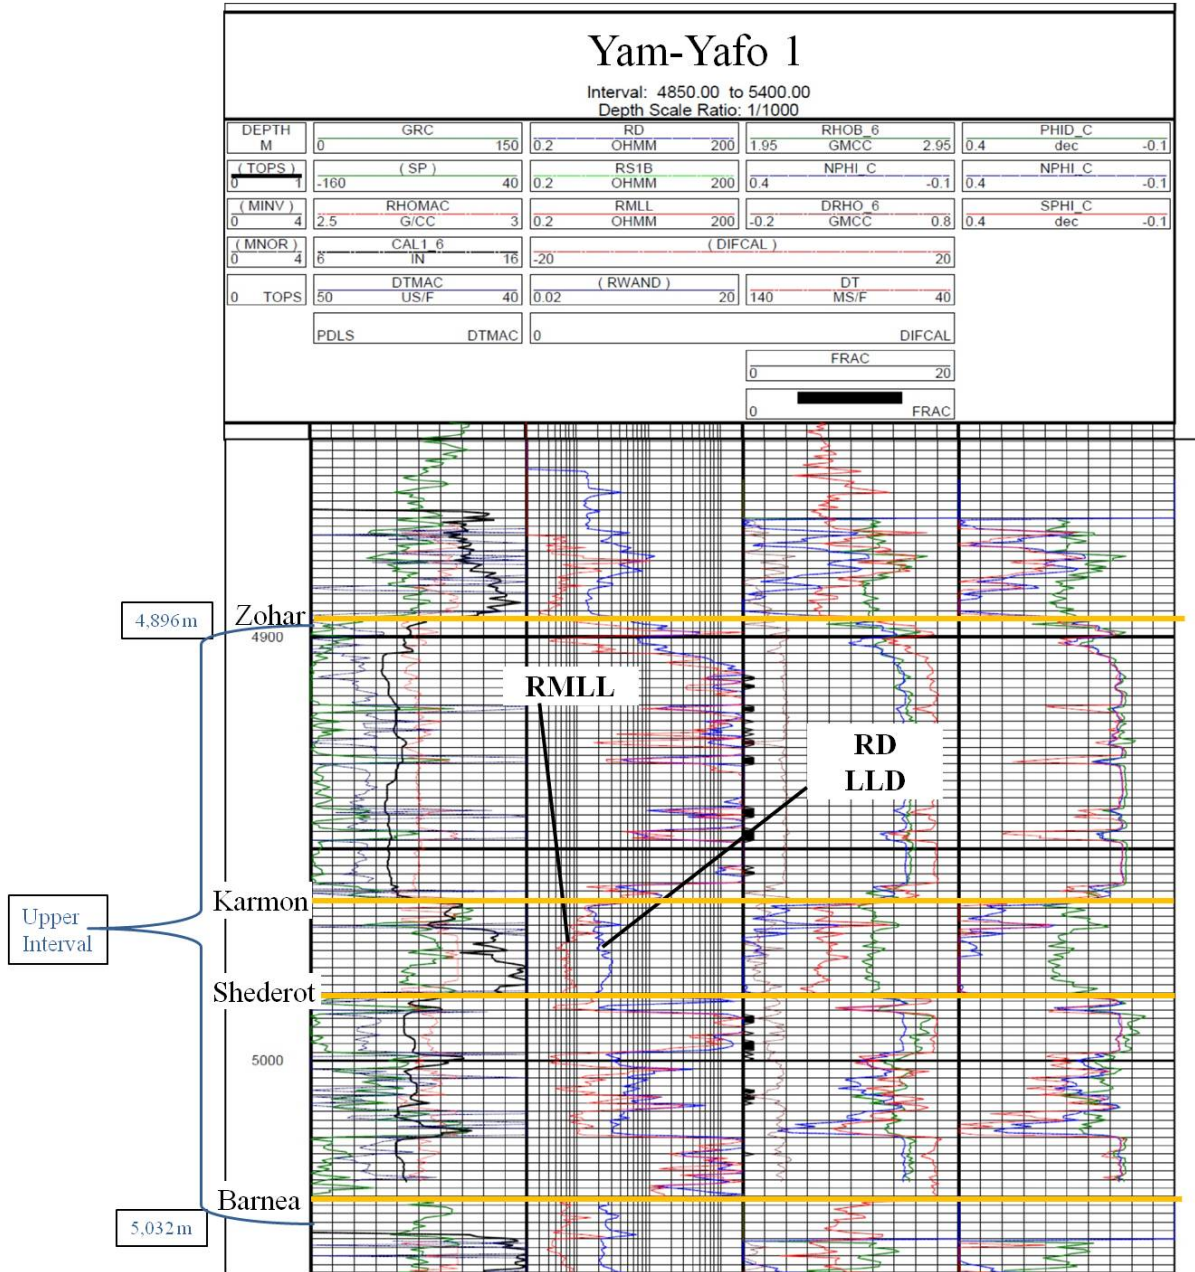 Yam-Yafo 1
Interval: 4850.00 to 5400.00
Depth Scale Ratio: 1/1000
DEPTH
M
GRC
0 150
RD
0.2 OHMM 200
RHOB_6
1.95 GMCC 2.95
PHID_C
0.4 dec -0.1
( TOPS )
0 1
( SP )
-160 40
RS1B
0.2 OHMM 200
NPHI_C
0.4 -0.1
NPHI_C
0.4 -0.1
( MINV )
0 4
RHOMAC
2.5 G/CC 3
RMLL
0.2 OHMM 200
DRHO_6
-0.2 GMCC 0.8
SPHI_C
0.4 dec -0.1
( MNOR )
0 4
CAL1_6
6 IN 16
( DIFCAL )
-20 20
0 TOPS
DTMAC
50 US/F 40
( RWAND )
0.02 20
DT
140 MS/F 40
PDLS DTMAC
0 DIFCAL
FRAC
0 20
0 FRAC
4,896m
Zohar
4900
RMLL
RD
LLD
Karmon
Upper
Interval
Shederot
5000
Barnea
5,032m